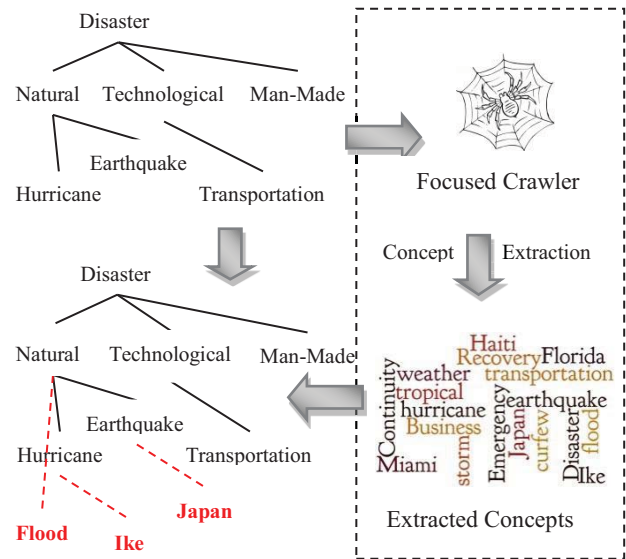 Disaster
Natural Technological Man-Made
Earthquake
Hurricane Transportation
Focused Crawler
Concept Extraction
Disaster
Natural Technological Man-Made
Earthquake
Hurricane Transportation
Flood Ike Japan
Haiti
Recovery Florida
Continuity weather transportation
tropical earthquake
hurricane
Business
Miami storm Emergency Japan curfew Disaster flood
Ike
Extracted Concepts